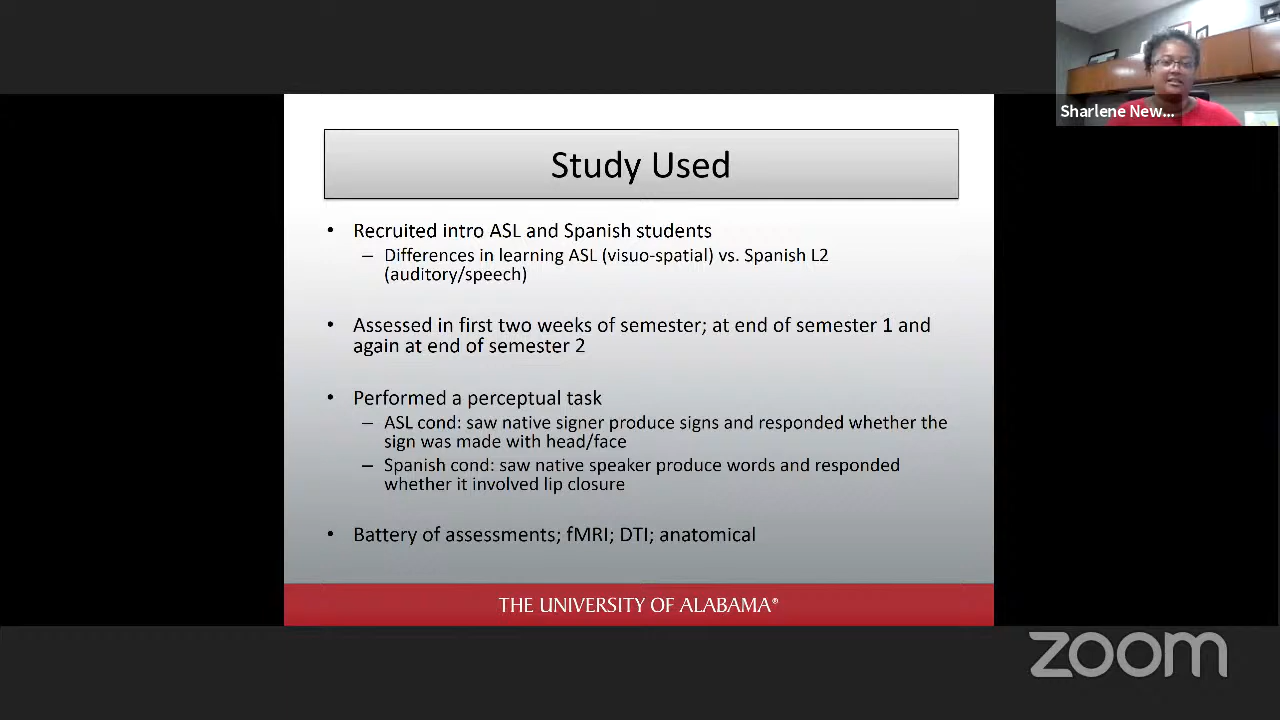 Sharlene New...
Study Used
• Recruited intro ASL and Spanish students
– Differences in learning ASL (visuo-spatial) vs. Spanish L2
(auditory/speech)
• Assessed in first two weeks of semester; at end of semester 1 and
again at end of semester 2
• Performed a perceptual task
– ASL cond: saw native signer produce signs and responded whether the
sign was made with head/face
– Spanish cond: saw native speaker produce words and responded
whether it involved lip closure
• Battery of assessments; fMRI; DTI; anatomical
THE UNIVERSITY OF ALABAMA®
zoom